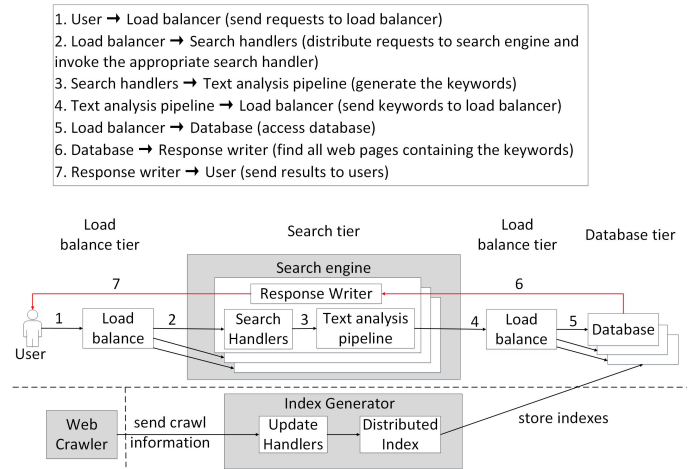 1. User → Load balancer (send requests to load balancer)
2. Load balancer → Search handlers (distribute requests to search engine and
invoke the appropriate search handler)
3. Search handlers → Text analysis pipeline (generate the keywords)
4. Text analysis pipeline → Load balancer (send keywords to load balancer)
5. Load balancer → Database (access database)
6. Database → Response writer (find all web pages containing the keywords)
7. Response writer → User (send results to users)
Load
balance tier
Search tier
Load
balance tier
Database tier
Search engine
7
Response Writer
6
1
Load
balance
2
Search
Handlers
3
Text analysis
pipeline
4
Load
balance
5
Database
User
Web
Crawler
send crawl
information
Index Generator
Update
Handlers
Distributed
Index
store indexes